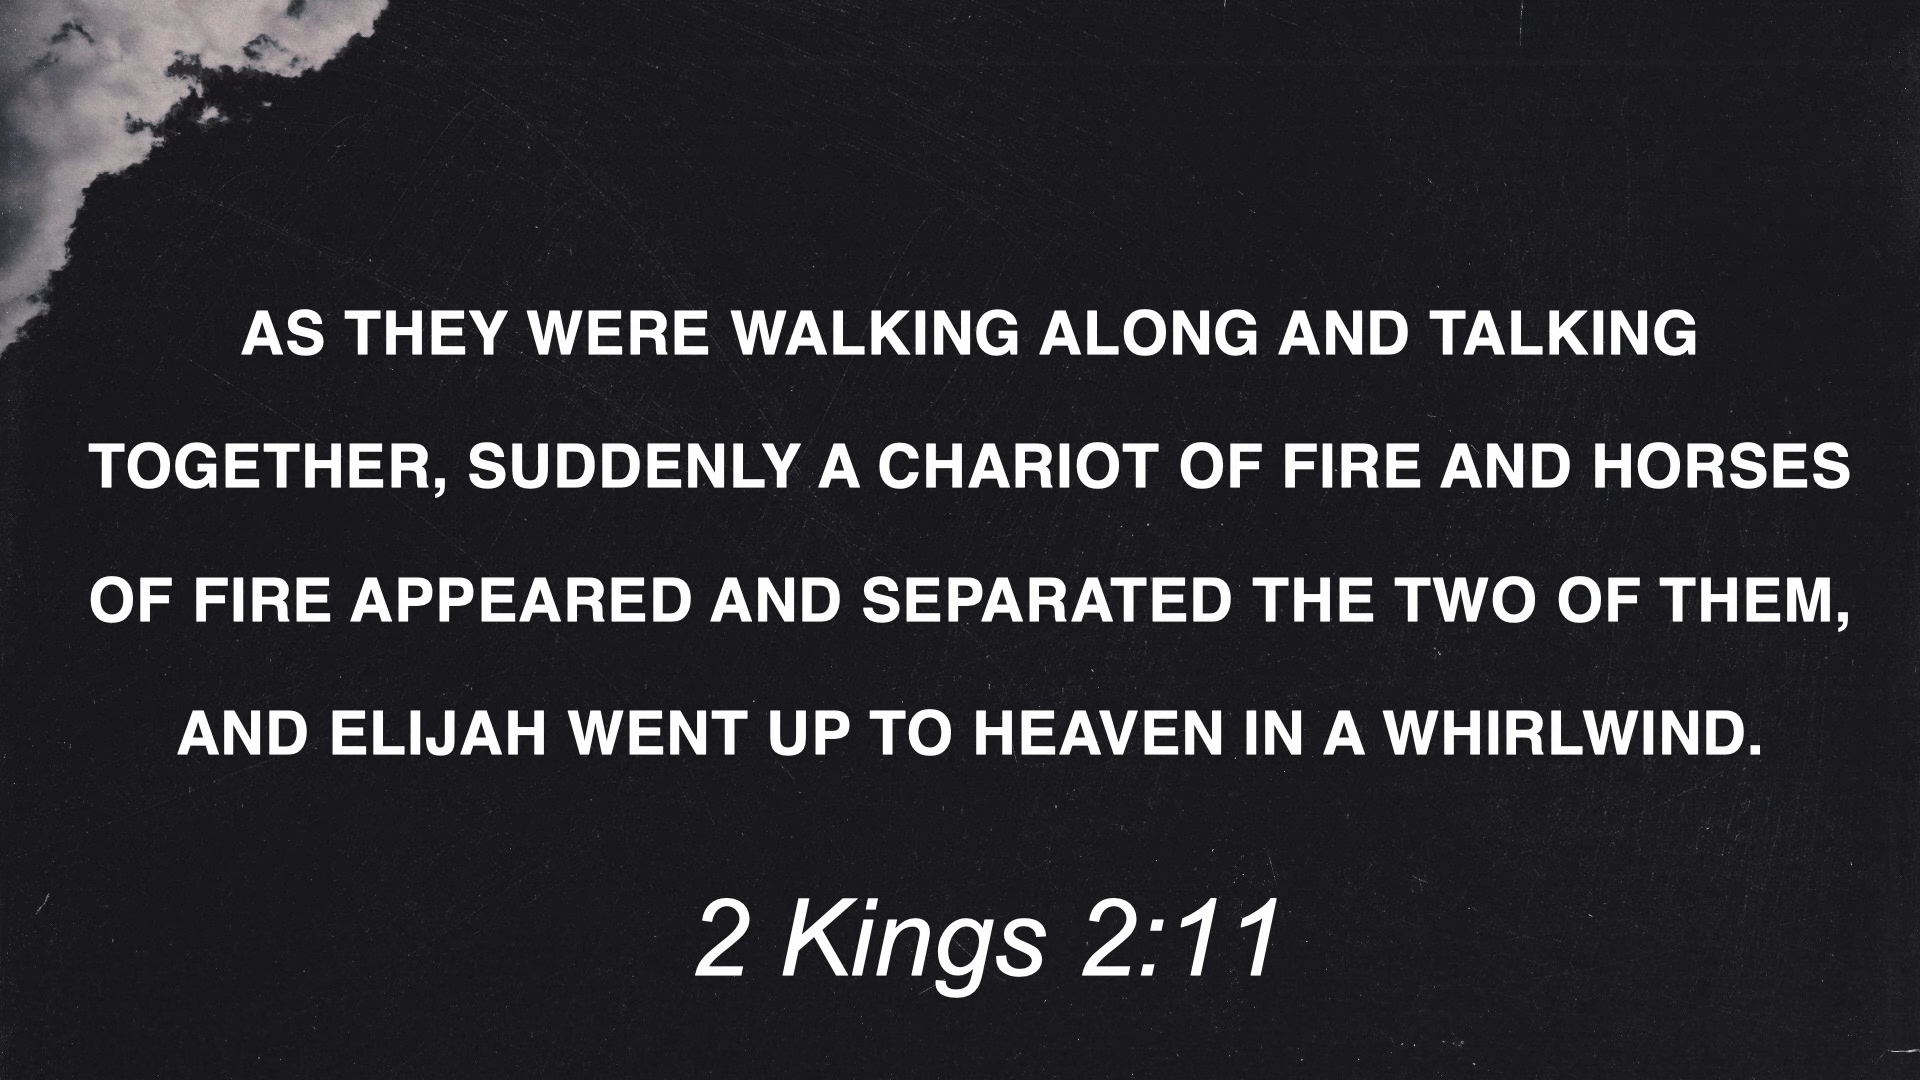 AS THEY WERE WALKING ALONG AND TALKING
TOGETHER, SUDDENLY A CHARIOT OF FIRE AND HORSES
OF FIRE APPEARED AND SEPARATED THE TWO OF THEM,
AND ELIJAH WENT UP TO HEAVEN IN A WHIRLWIND.
2 Kings 2:11